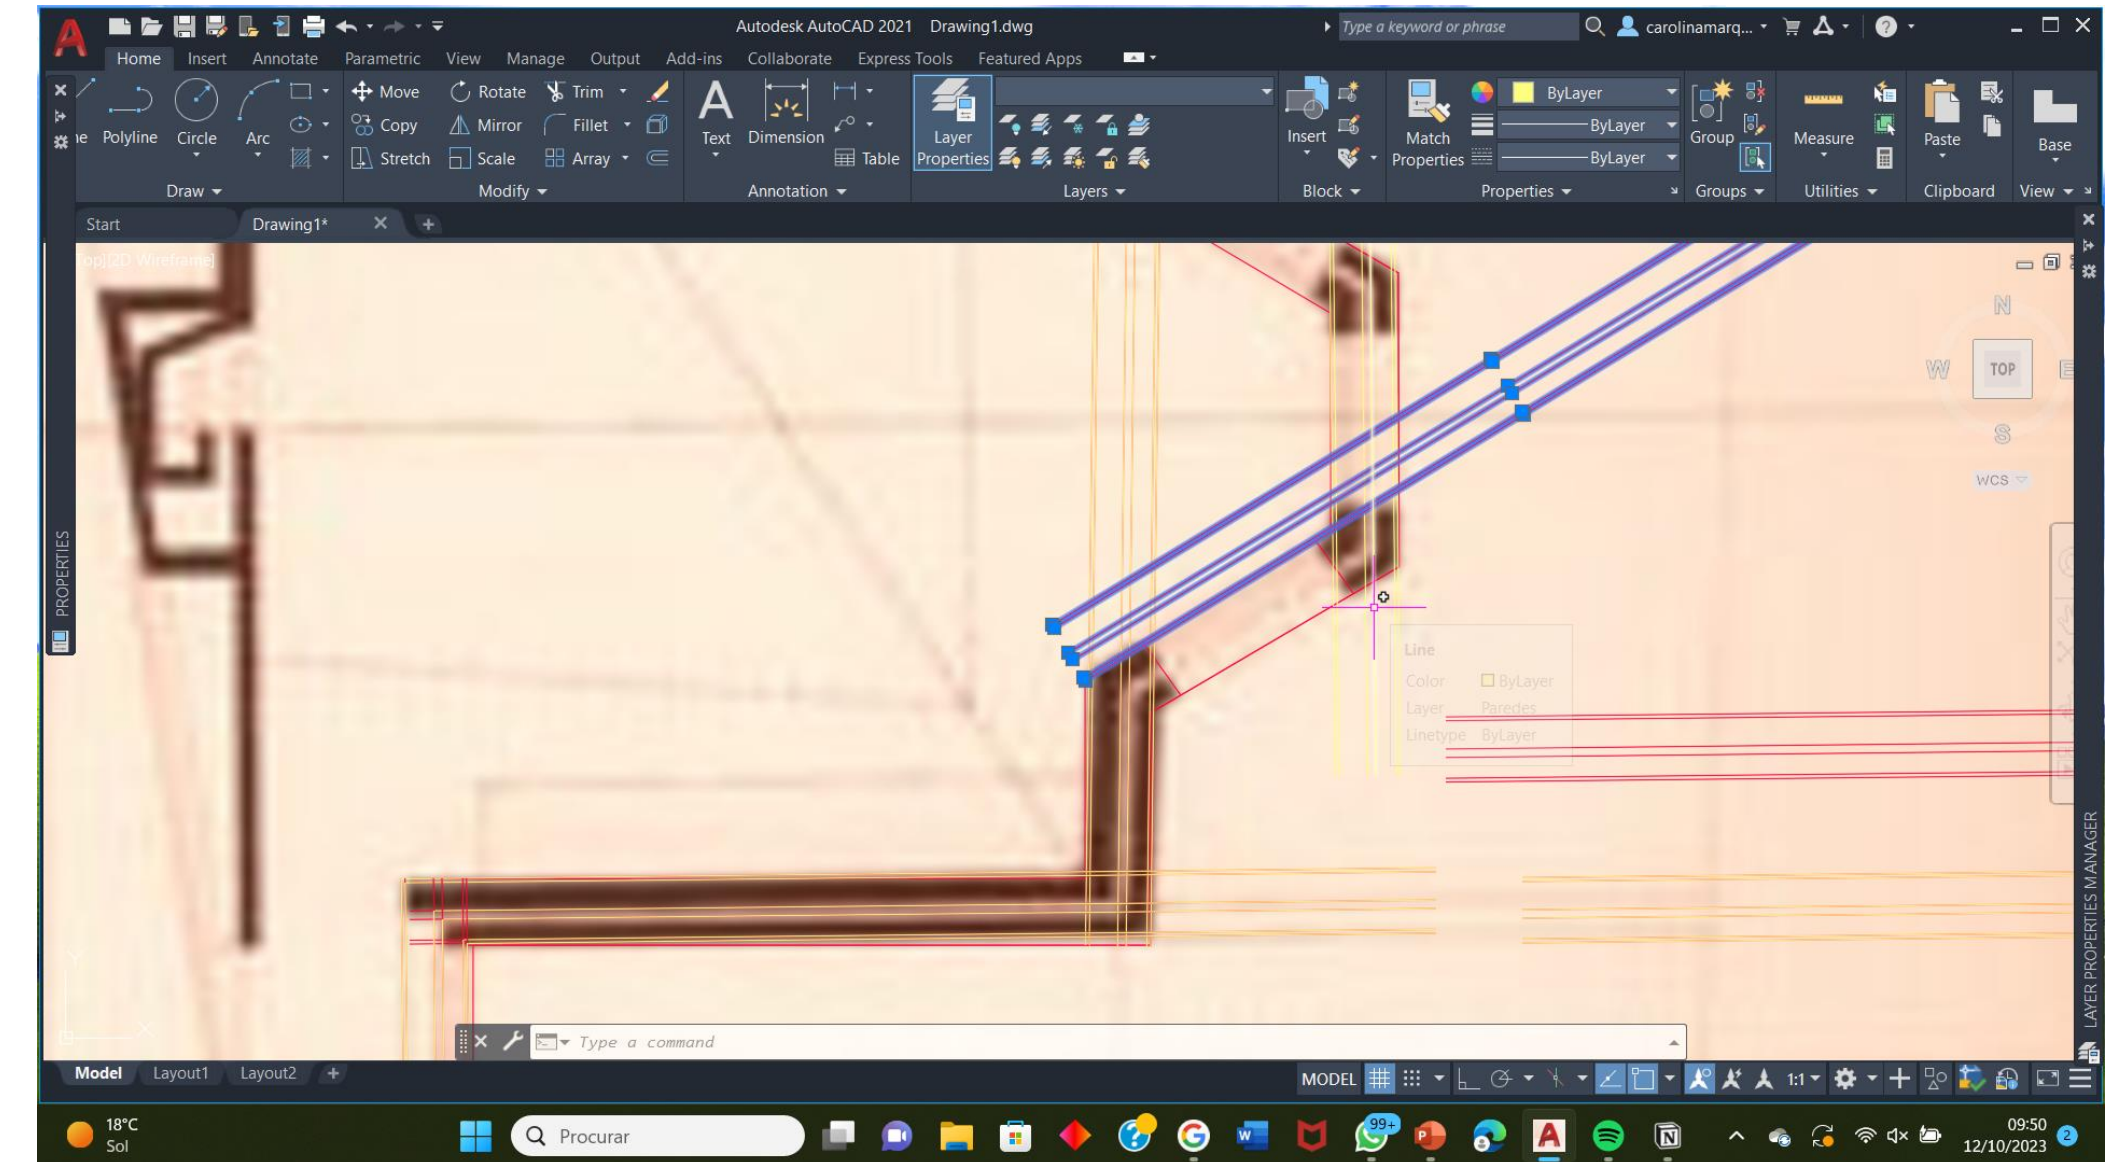 Autodesk AutoCAD 2021 Drawing1.dwg
Type a keyword or phrase
carolinamarq...
Home Insert Annotate Parametric View Manage Output Add-ins Collaborate Express Tools Featured Apps
Move Rotate Trim
ByLayer
Polyline Circle Arc
Copy Mirror Fillet
Text Dimension
Layer
Properties
Insert
Match
Properties
ByLayer
Group
Measure
Paste
Base
Stretch Scale Array
Table
ByLayer
Draw Modify Annotation Layers Block Properties Groups Utilities Clipboard View
Start Drawing1*
Top][2D Wireframe]
N
W TOP E
S
WCS
PROPERTIES
Line
Color ByLayer
Layer Paredes
Linetype ByLayer
LAYER PROPERTIES MANAGER
Y
X
Type a command
Model Layout1 Layout2 +
MODEL 1:1
18°C
Sol
Procurar
99+
09:50
12/10/2023
2